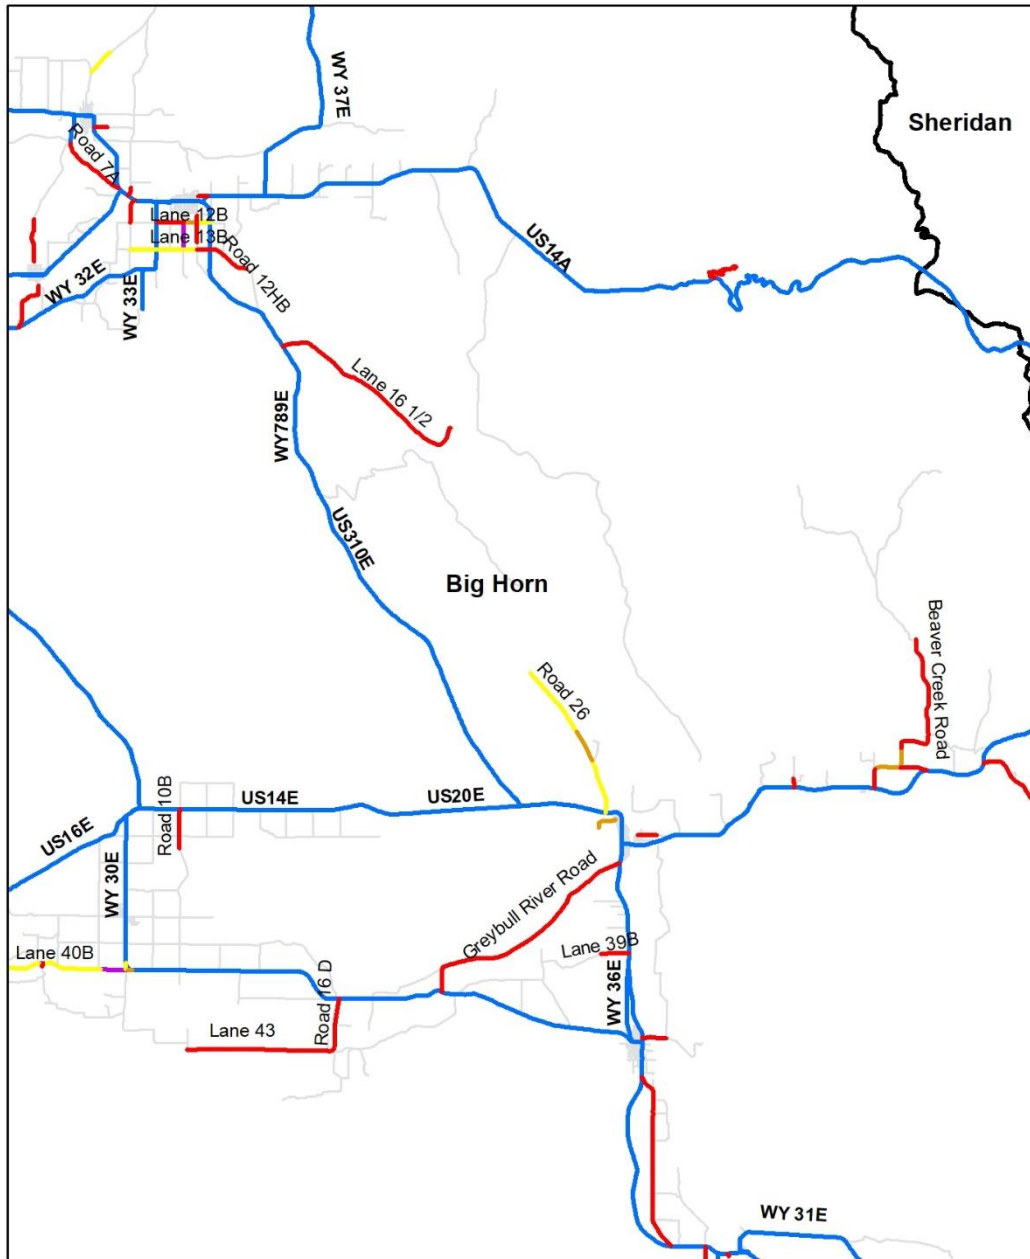 WY 37E
Sheridan
Road 7A
Lane 12B
Lane 13B
Road 12HB
US14A
WY 32E
WY 33E
Lane 16 1/2
WY789E
US310E
Big Horn
Beaver Creek Road
Road 26
Road 10B
US14E
US20E
US16E
WY 30E
Greybull River Road
Lane 39B
Lane 40B
Road 16 D
WY 36E
Lane 43
WY 31E